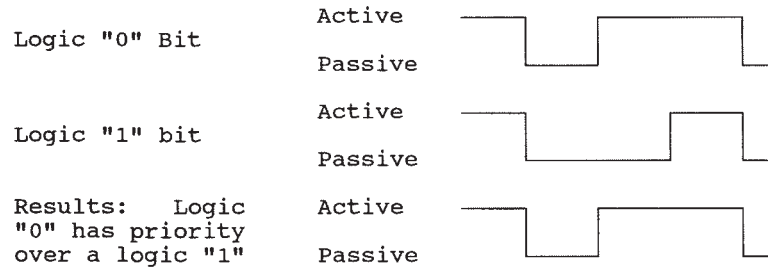 Logic "0" Bit
Active
Passive
Logic "1" bit
Active
Passive
Results: Logic
"0" has priority
over a logic "1"
Active
Passive